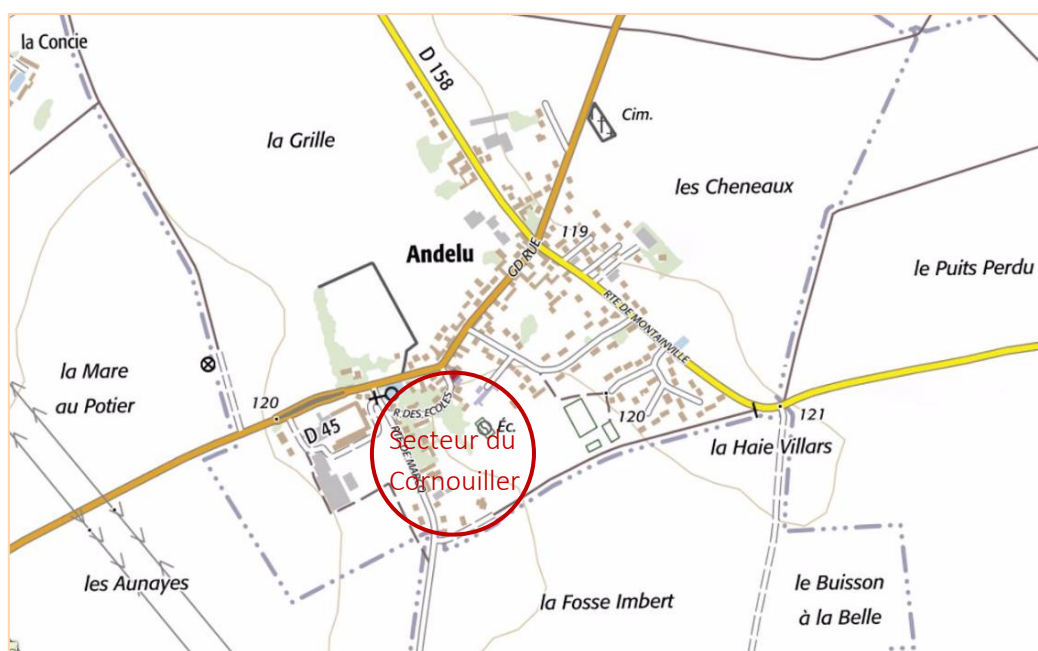 la Concie
D 158
Cim.
la Grille
les Cheneaux
119
GD RUE
Andelu
le Puits Perdu
RTE DE MONTAINVILLE
la Mare
au Potier
120
R. DES ECOLES
120
121
D 45
Éc.
la Haie Villars
Secteur du
Cornouiller
les Aunayes
la Fosse Imbert
le Buisson
à la Belle